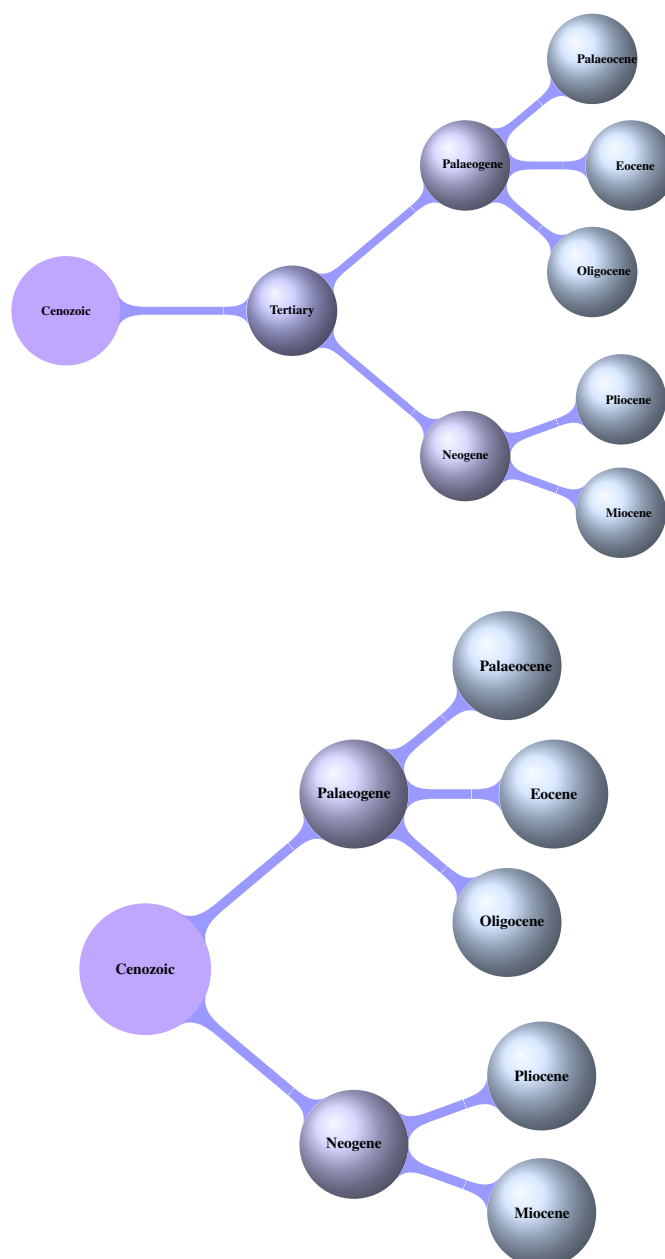 Palaeocene
Palaeogene
Eocene
Oligocene
Cenozoic
Tertiary
Pliocene
Neogene
Miocene
Palaeocene
Palaeogene
Eocene
Oligocene
Cenozoic
Pliocene
Neogene
Miocene